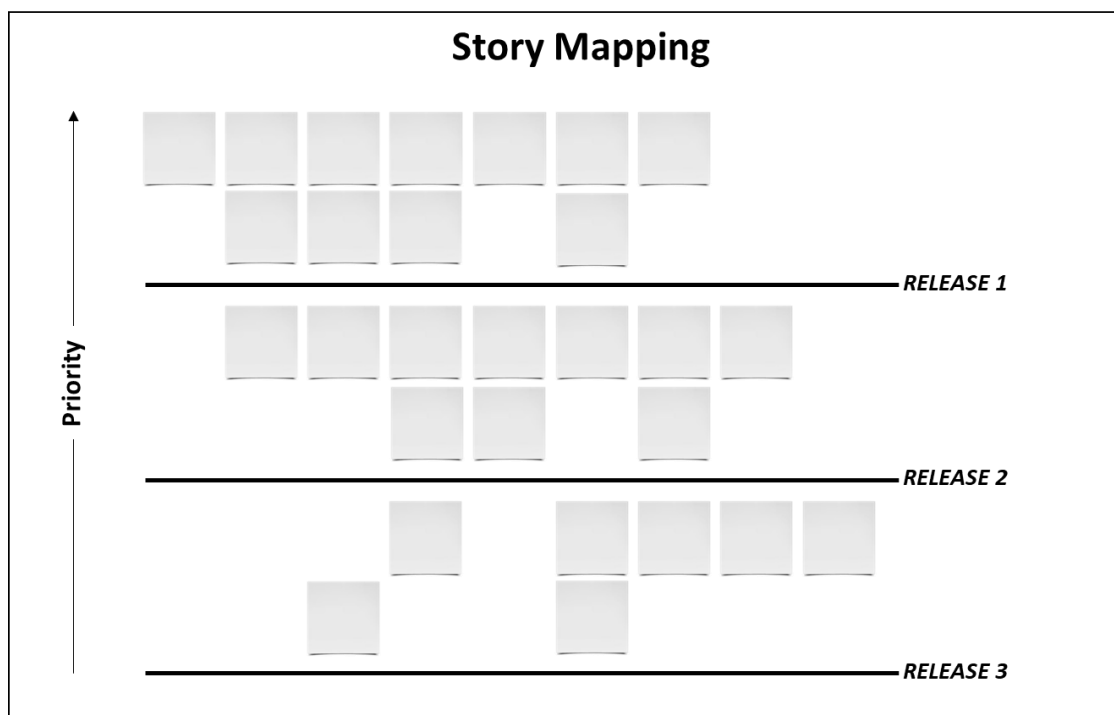 Story Mapping
Priority
RELEASE 1
RELEASE 2
RELEASE 3